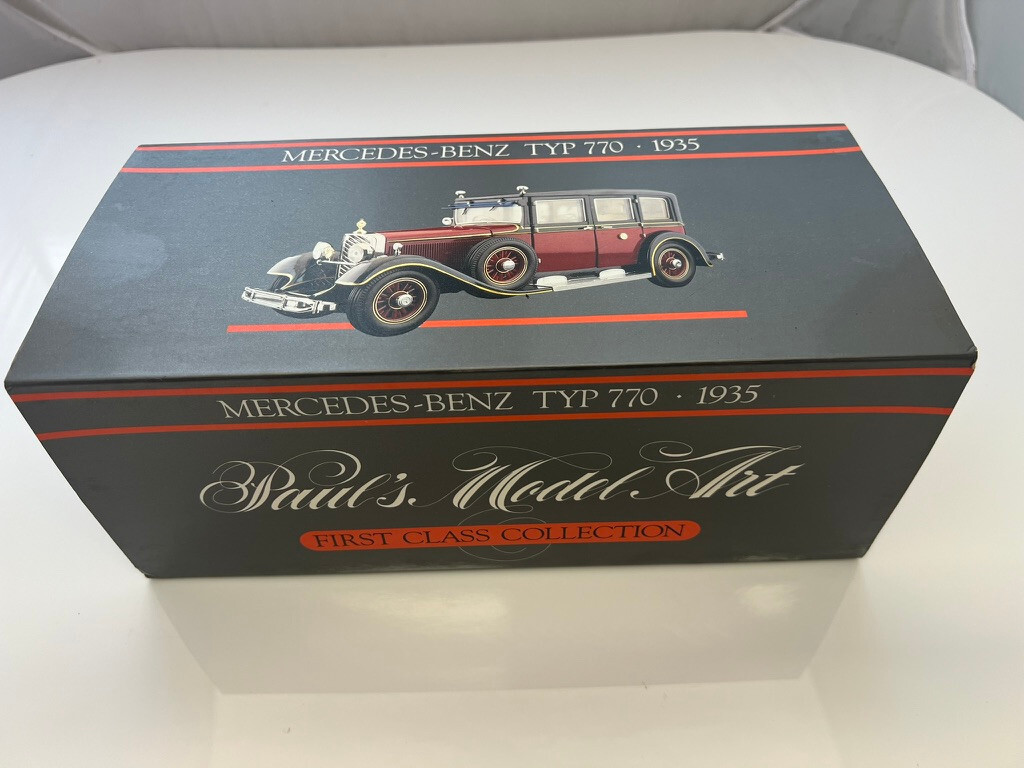 MERCEDES-BENZ TYP 770 · 1935
MERCEDES-BENZ TYP 770 · 1935
Paul's Model Art
FIRST CLASS COLLECTION